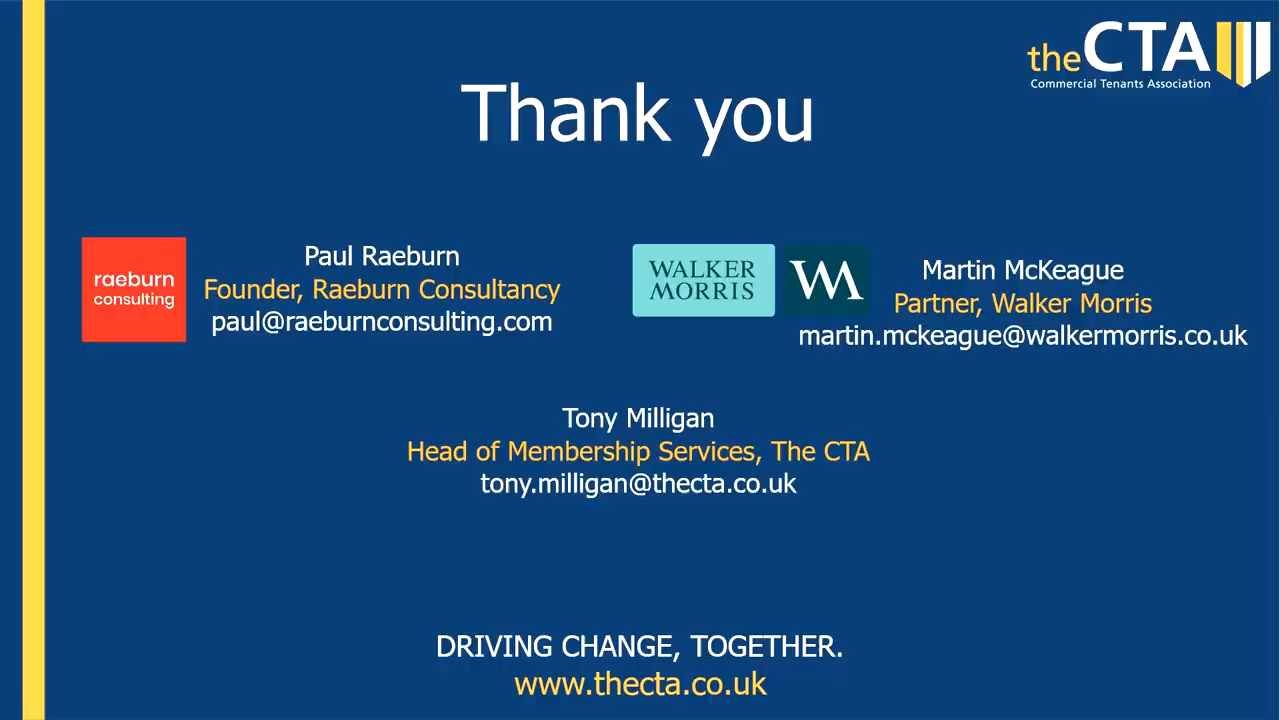 theCTA
Commercial Tenants Association
Thank you
raeburn
consulting
Paul Raeburn
Founder, Raeburn Consultancy
paul@raeburnconsulting.com
WALKER
MORRIS
WM
Martin McKeague
Partner, Walker Morris
martin.mckeague@walkermorris.co.uk
Tony Milligan
Head of Membership Services, The CTA
tony.milligan@thecta.co.uk
DRIVING CHANGE, TOGETHER.
www.thecta.co.uk